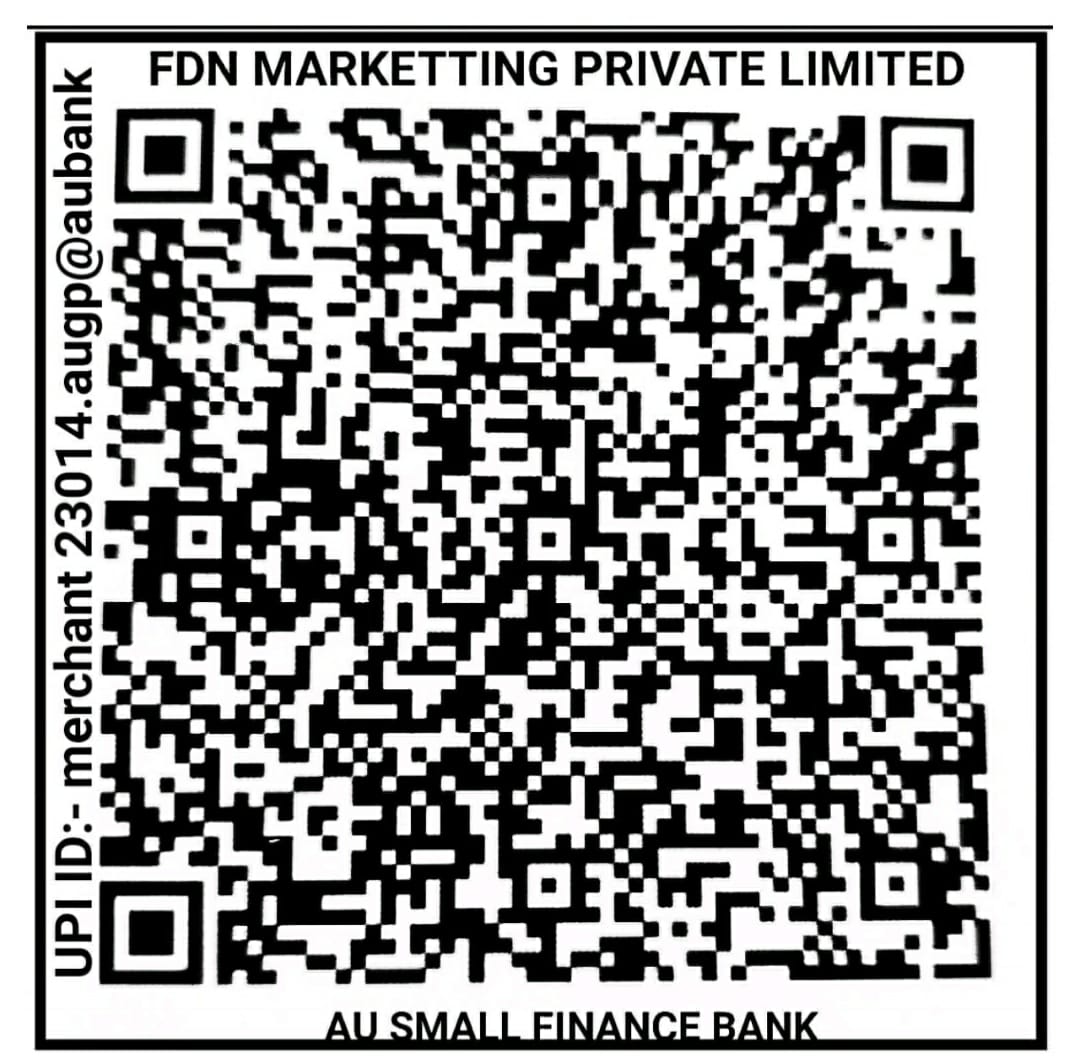 FDN MARKETTING PRIVATE LIMITED
UPI ID:- merchant 23014.augp@aubank
AU SMALL FINANCE BANK